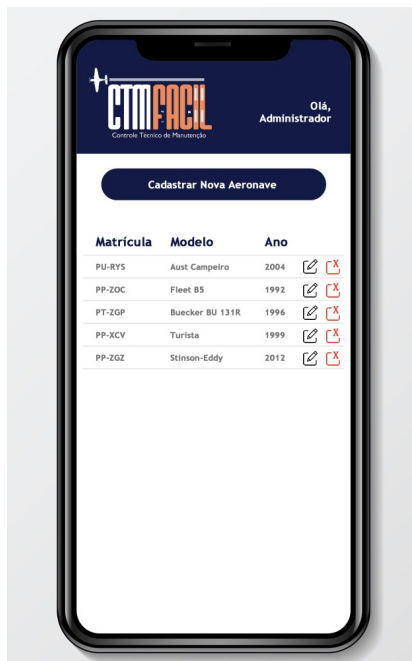 CTMFACIL
Controle Técnico de Manutenção
Olá,
Administrador
Cadastrar Nova Aeronave
Matrícula Modelo Ano
PU-RYS Aust Campeiro 2004 X
PP-ZOC Fleet B5 1992 X
PT-ZGP Buecker BU 131R 1996 X
PP-XCV Turista 1999 X
PP-ZGZ Stinson-Eddy 2012 X